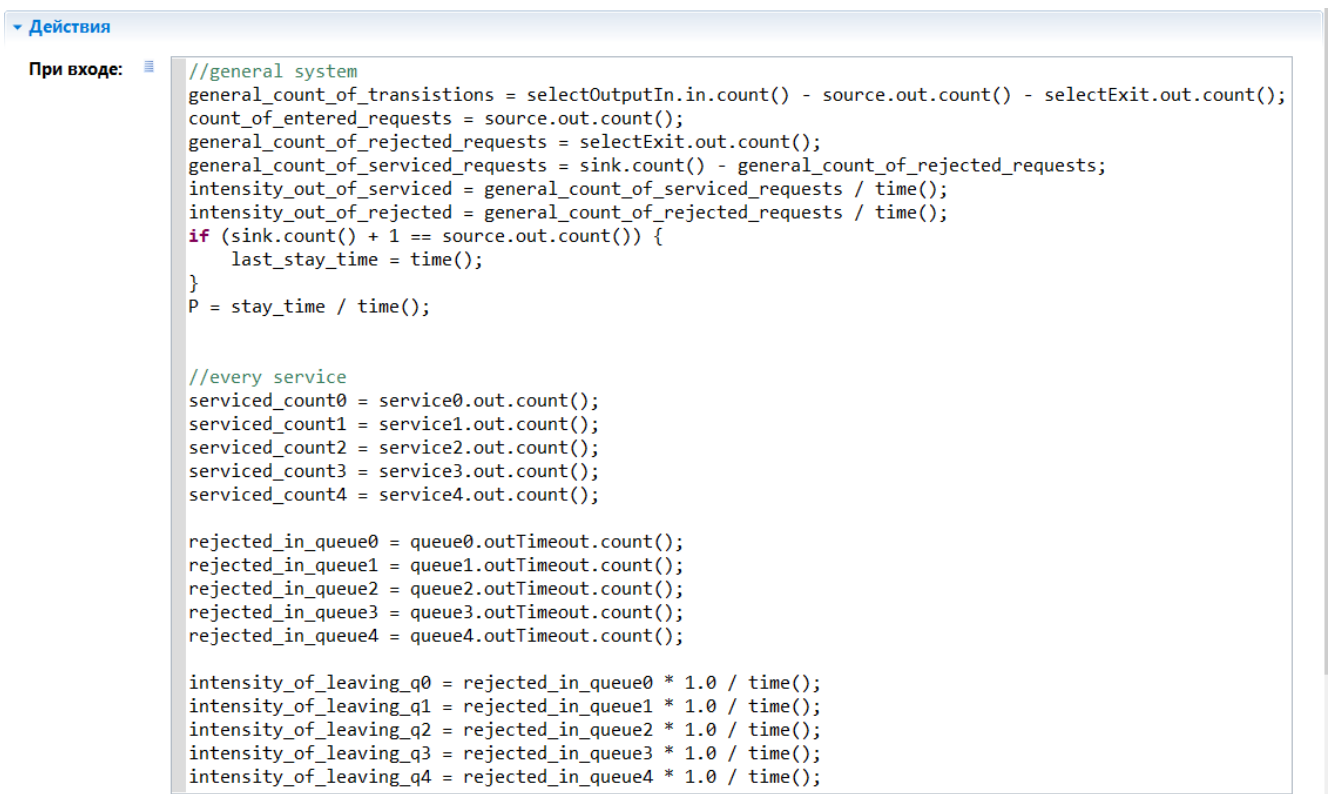 Действия
При входе:
//general system
general_count_of_transistions = selectOutputIn.in.count() - source.out.count() - selectExit.out.count();
count_of_entered_requests = source.out.count();
general_count_of_rejected_requests = selectExit.out.count();
general_count_of_serviced_requests = sink.count() - general_count_of_rejected_requests;
intensity_out_of_serviced = general_count_of_serviced_requests / time();
intensity_out_of_rejected = general_count_of_rejected_requests / time();
if (sink.count() + 1 == source.out.count()) {
    last_stay_time = time();
}
P = stay_time / time();
//every service
serviced_count0 = service0.out.count();
serviced_count1 = service1.out.count();
serviced_count2 = service2.out.count();
serviced_count3 = service3.out.count();
serviced_count4 = service4.out.count();
rejected_in_queue0 = queue0.outTimeout.count();
rejected_in_queue1 = queue1.outTimeout.count();
rejected_in_queue2 = queue2.outTimeout.count();
rejected_in_queue3 = queue3.outTimeout.count();
rejected_in_queue4 = queue4.outTimeout.count();
intensity_of_leaving_q0 = rejected_in_queue0 * 1.0 / time();
intensity_of_leaving_q1 = rejected_in_queue1 * 1.0 / time();
intensity_of_leaving_q2 = rejected_in_queue2 * 1.0 / time();
intensity_of_leaving_q3 = rejected_in_queue3 * 1.0 / time();
intensity_of_leaving_q4 = rejected_in_queue4 * 1.0 / time();